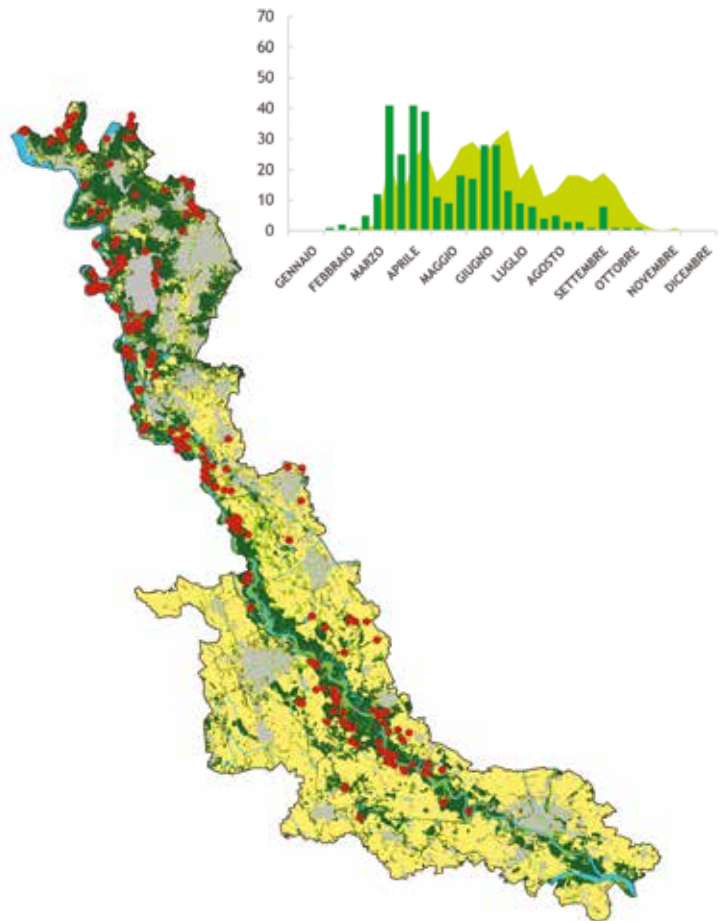 70
60
50
40
30
20
10
0
GENNAIO
FEBBRAIO
MARZO
APRILE
MAGGIO
GIUGNO
LUGLIO
AGOSTO
SETTEMBRE
OTTOBRE
NOVEMBRE
DICEMBRE